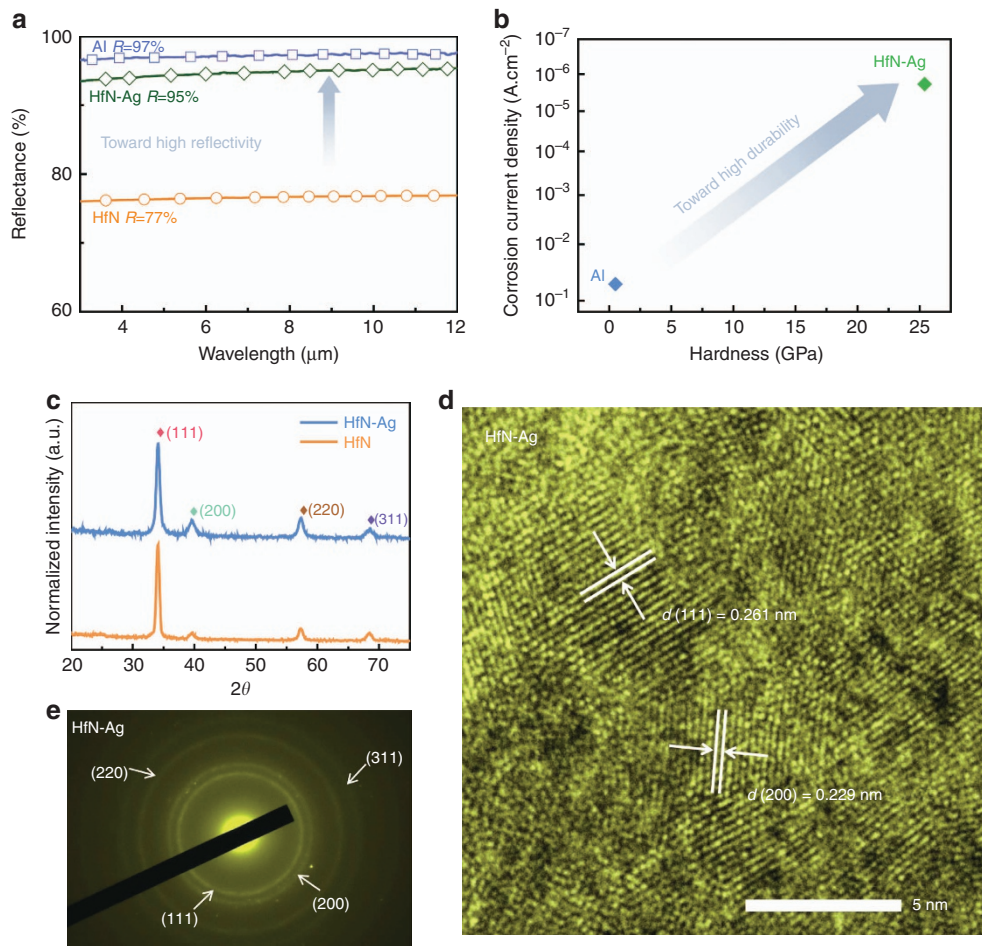 a
100
80
60
Reflectance (%)
Al R=97%
HfN-Ag R=95%
Toward high reflectivity
HfN R=77%
4 6 8 10 12
Wavelength (μm)
b
10⁻⁷
10⁻⁶
10⁻⁵
10⁻⁴
10⁻³
10⁻²
10⁻¹
Corrosion current density (A.cm⁻²)
HfN-Ag
Toward high durability
Al
0 5 10 15 20 25
Hardness (GPa)
c
Normalized intensity (a.u.)
HfN-Ag
HfN
(111)
(200)
(220)
(311)
20 30 40 50 60 70
2θ
d
HfN-Ag
d (111) = 0.261 nm
d (200) = 0.229 nm
5 nm
e
HfN-Ag
(220)
(311)
(111)
(200)